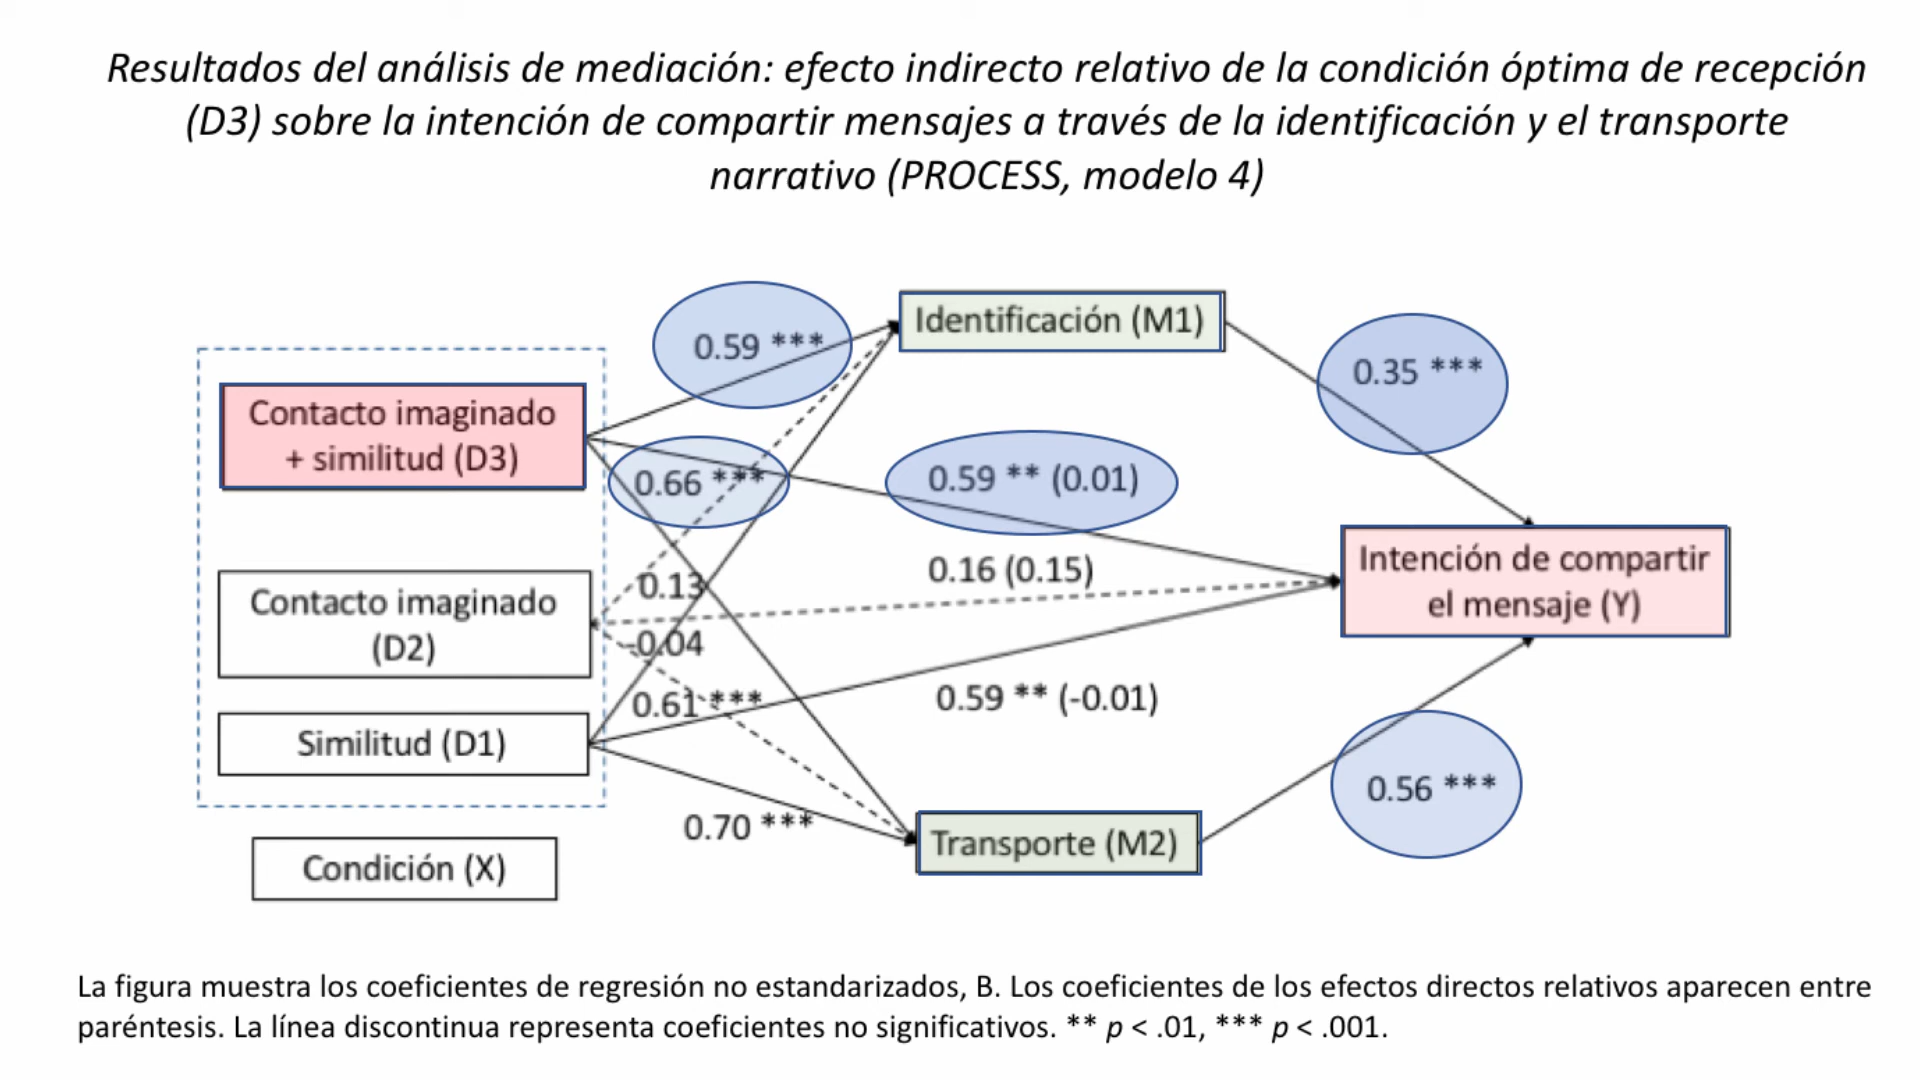 Resultados del análisis de mediación: efecto indirecto relativo de la condición óptima de recepción
(D3) sobre la intención de compartir mensajes a través de la identificación y el transporte
narrativo (PROCESS, modelo 4)
0.59 ***
Identificación (M1)
0.35 ***
Contacto imaginado
+ similitud (D3)
0.66 ***
0.59 ** (0.01)
Intención de compartir
el mensaje (Y)
0.16 (0.15)
0.13
Contacto imaginado
(D2)
-0.04
0.61 ***
0.59 ** (-0.01)
Similitud (D1)
0.56 ***
0.70 ***
Transporte (M2)
Condición (X)
La figura muestra los coeficientes de regresión no estandarizados, B. Los coeficientes de los efectos directos relativos aparecen entre
paréntesis. La línea discontinua representa coeficientes no significativos. ** p < .01, *** p < .001.